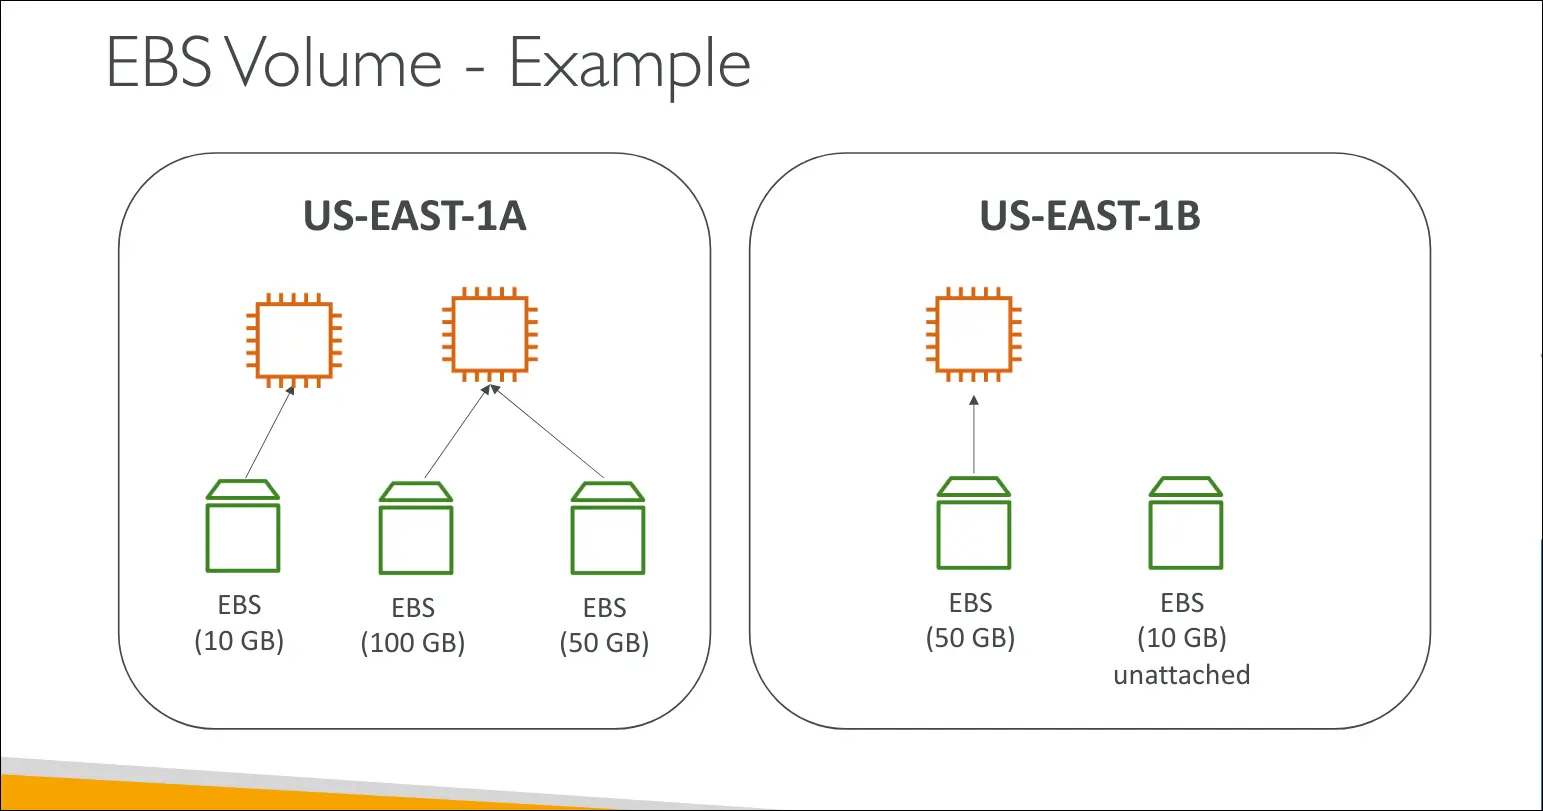 EBS Volume - Example
US-EAST-1A
EBS
(10 GB)
EBS
(100 GB)
EBS
(50 GB)
US-EAST-1B
EBS
(50 GB)
EBS
(10 GB)
unattached